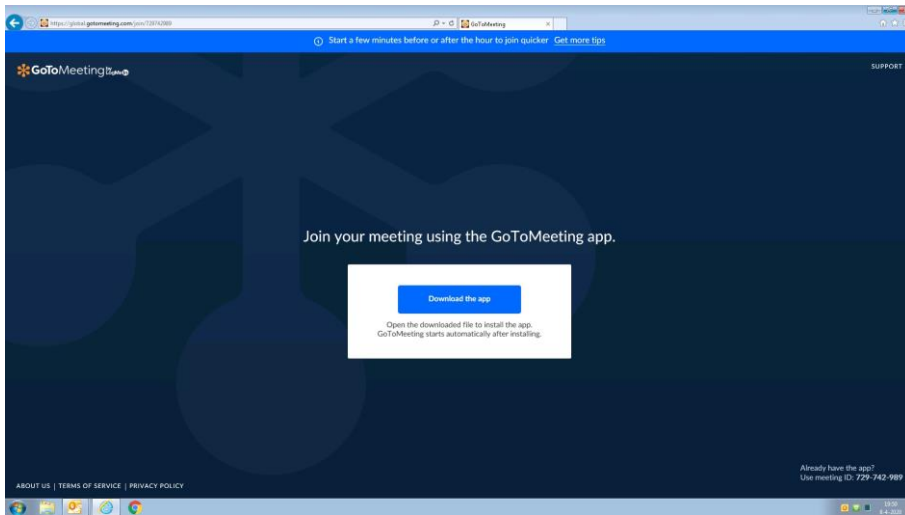 https://global.gotomeeting.com/join/729742989
GoToMeeting
Start a few minutes before or after the hour to join quicker Get more tips
GoToMeeting
SUPPORT
Join your meeting using the GoToMeeting app.
Download the app
Open the downloaded file to install the app.
GoToMeeting starts automatically after installing.
Already have the app?
Use meeting ID: 729-742-989
ABOUT US | TERMS OF SERVICE | PRIVACY POLICY